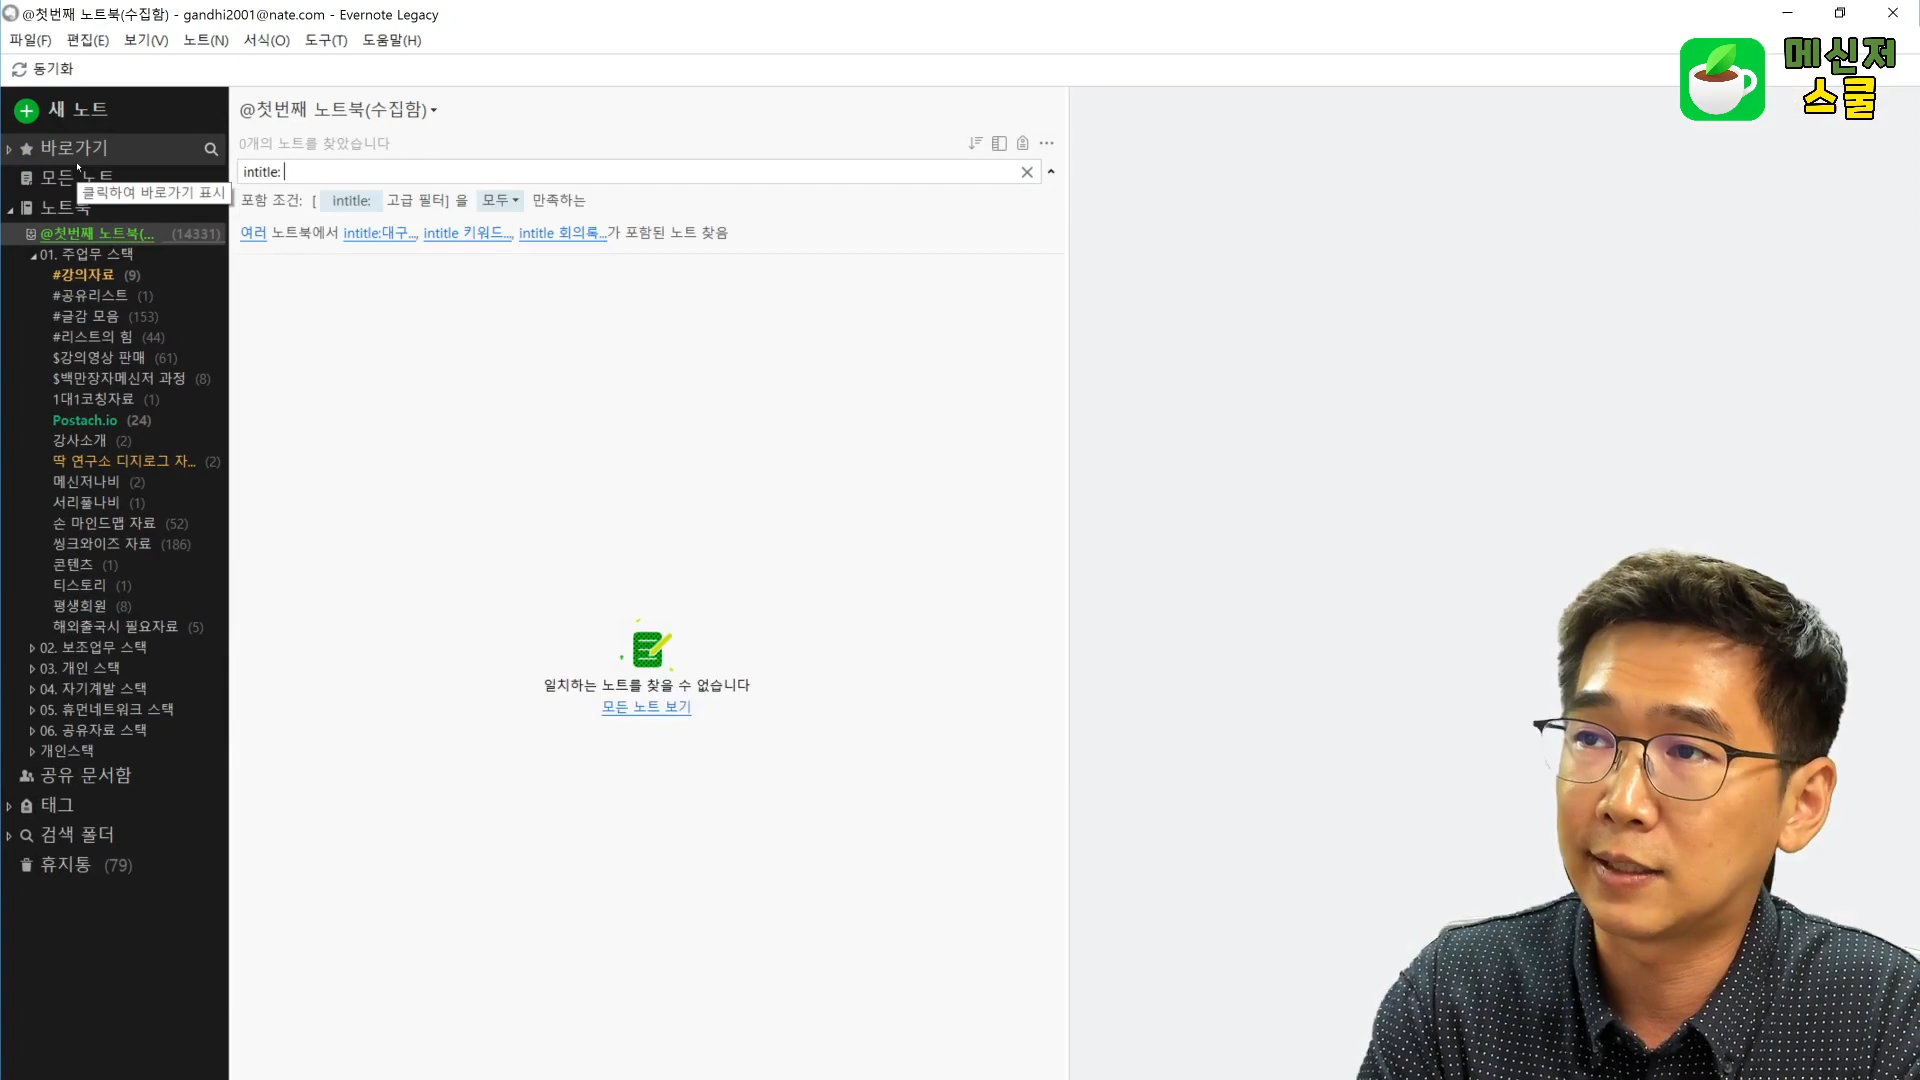 @첫번째 노트북(수집함) - gandhi2001@nate.com - Evernote Legacy
파일(F) 편집(E) 보기(V) 노트(N) 서식(O) 도구(T) 도움말(H)
동기화
메신저
스쿨
새 노트
바로가기
모든 노트
클릭하여 바로가기 표시
노트북
@첫번째 노트북(... (14331)
01. 주업무 스택
#강의자료 (9)
#공유리스트 (1)
#글감 모음 (153)
#리스트의 힘 (44)
$강의영상 판매 (61)
$백만장자메신저 과정 (8)
1대1코칭자료 (1)
Postach.io (24)
강사소개 (2)
딱 연구소 디지로그 자... (2)
메신저나비 (2)
서리풀나비 (1)
손 마인드맵 자료 (52)
씽크와이즈 자료 (186)
콘텐츠 (1)
티스토리 (1)
평생회원 (8)
해외출국시 필요자료 (5)
02. 보조업무 스택
03. 개인 스택
04. 자기계발 스택
05. 휴먼네트워크 스택
06. 공유자료 스택
개인스택
공유 문서함
태그
검색 폴더
휴지통 (79)
@첫번째 노트북(수집함)
0개의 노트를 찾았습니다
intitle:
포함 조건: [ intitle: 고급 필터] 을 모두 만족하는
여러 노트북에서 intitle:대구..., intitle 키워드..., intitle 회의록...가 포함된 노트 찾음
일치하는 노트를 찾을 수 없습니다
모든 노트 보기